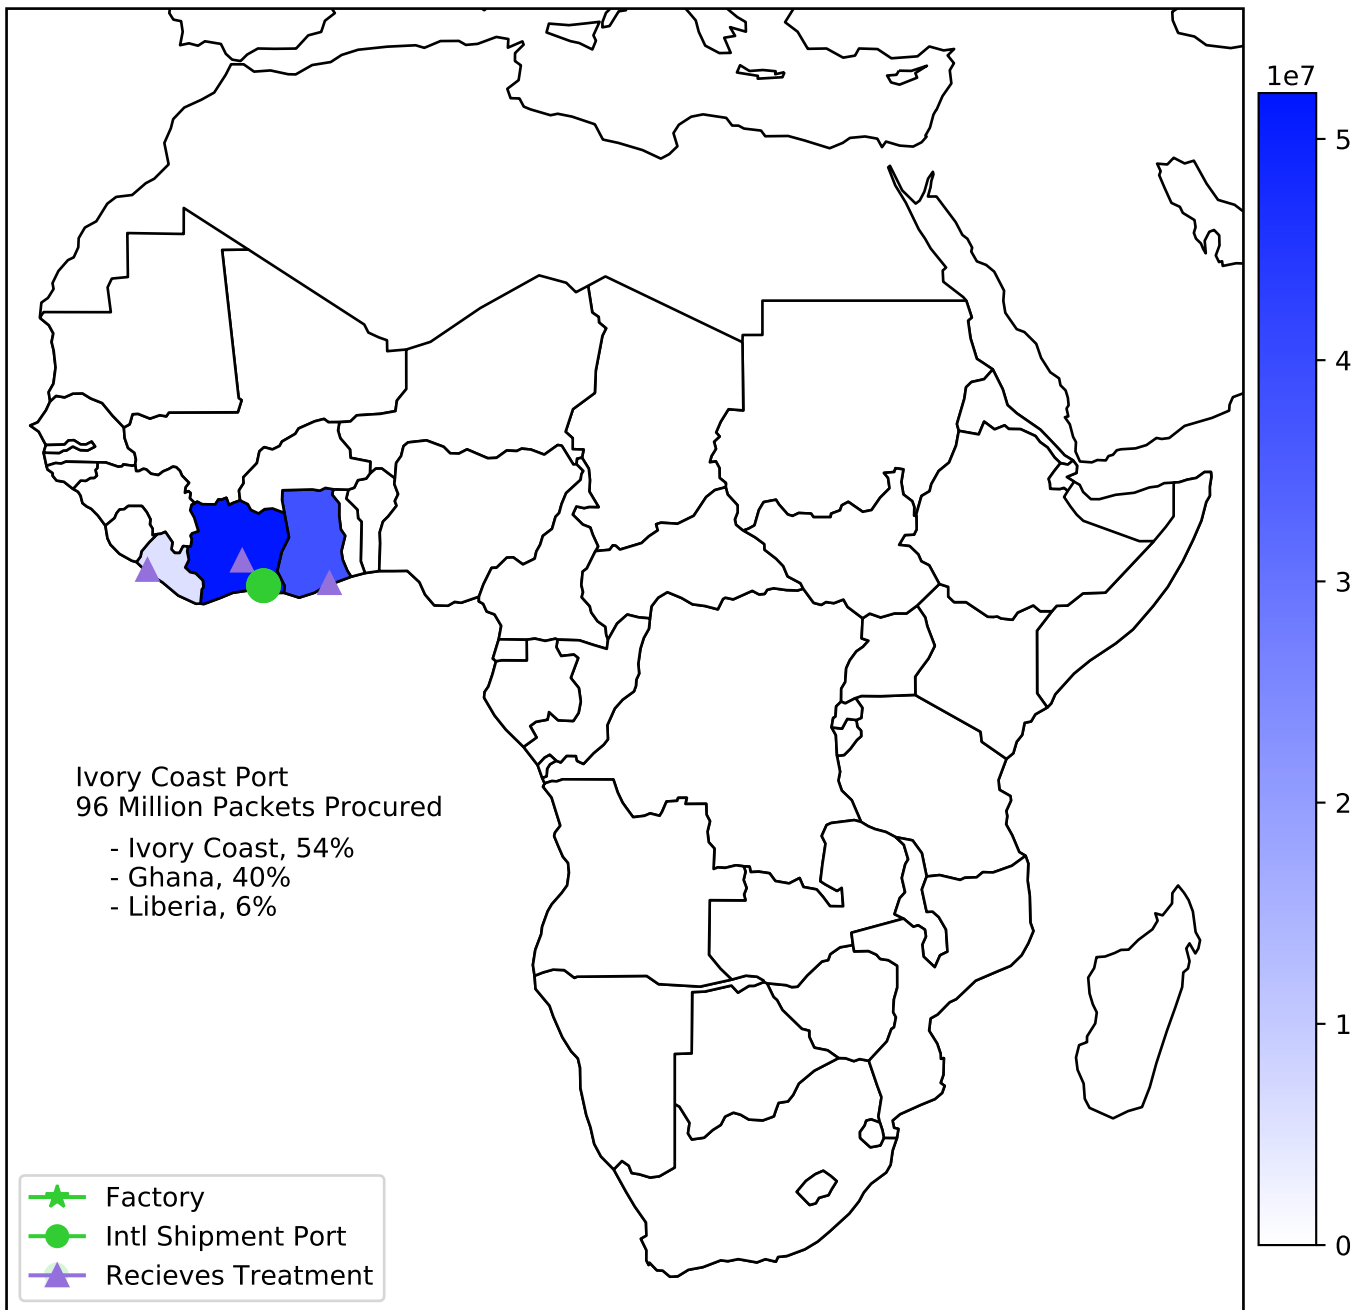 1e7
5
4
3
2
1
0
Ivory Coast Port
96 Million Packets Procured
- Ivory Coast, 54%
- Ghana, 40%
- Liberia, 6%
Factory
Intl Shipment Port
Recieves Treatment